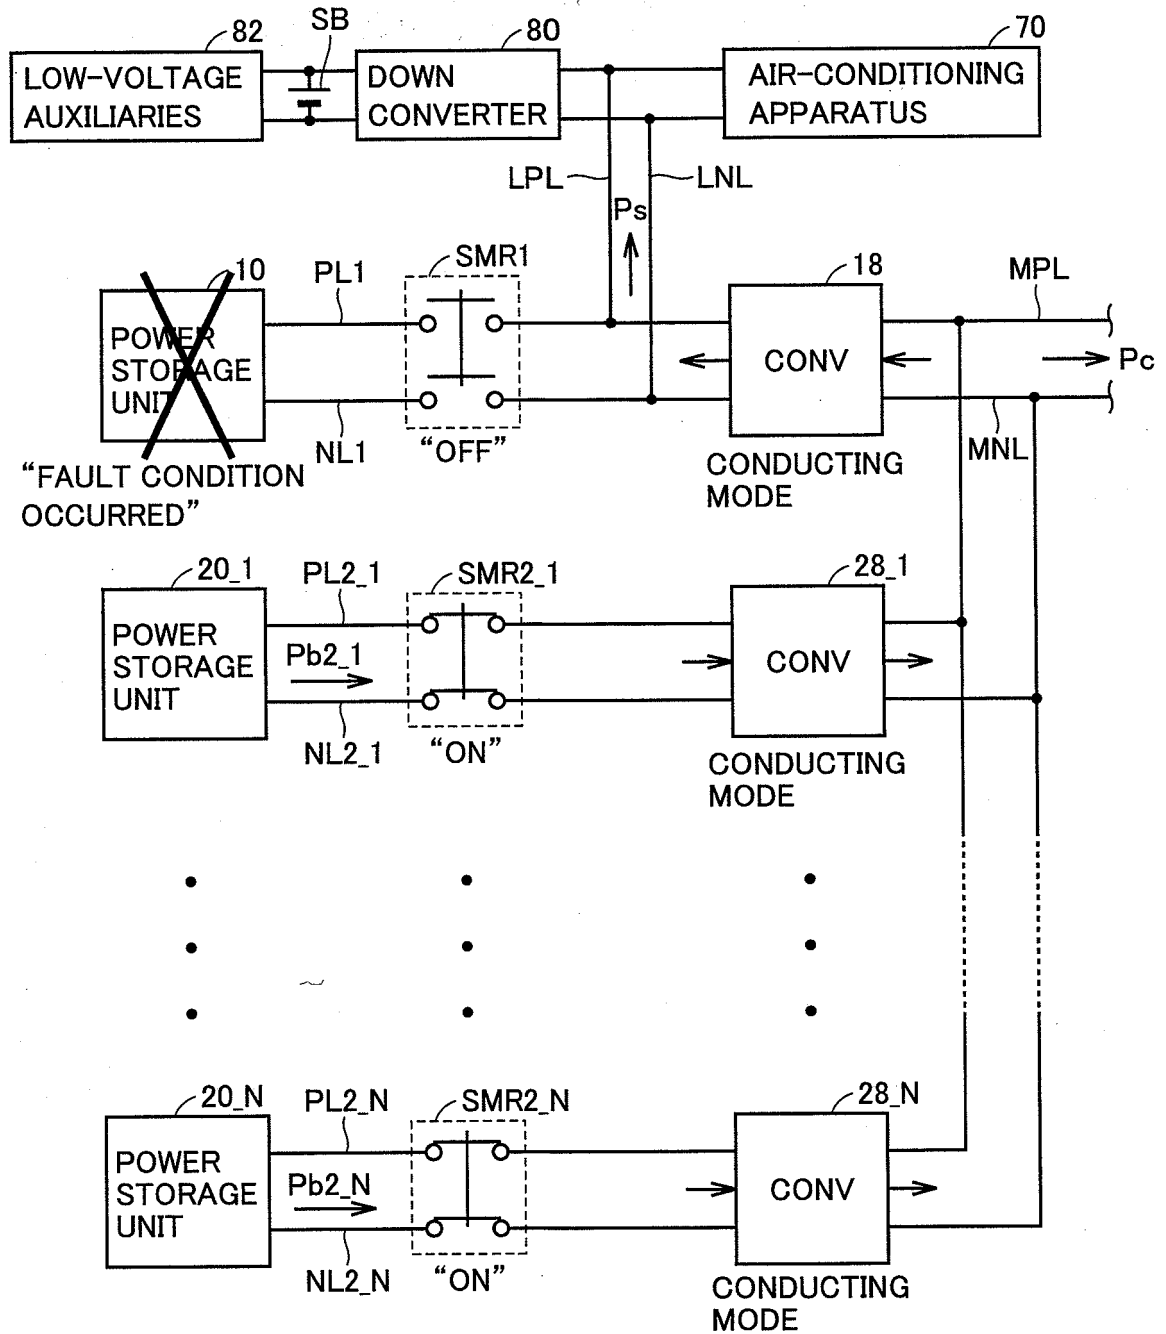 82
SB
80
70
LOW-VOLTAGE
AUXILIARIES
DOWN
CONVERTER
AIR-CONDITIONING
APPARATUS
LPL
LNL
Ps
10
PL1
SMR1
18
MPL
POWER
STORAGE
UNIT
CONV
Pc
NL1
"OFF"
MNL
"FAULT CONDITION
OCCURRED"
CONDUCTING
MODE
20_1
PL2_1
SMR2_1
28_1
POWER
STORAGE
UNIT
Pb2_1
CONV
NL2_1
"ON"
CONDUCTING
MODE
20_N
PL2_N
SMR2_N
28_N
POWER
STORAGE
UNIT
Pb2_N
CONV
NL2_N
"ON"
CONDUCTING
MODE